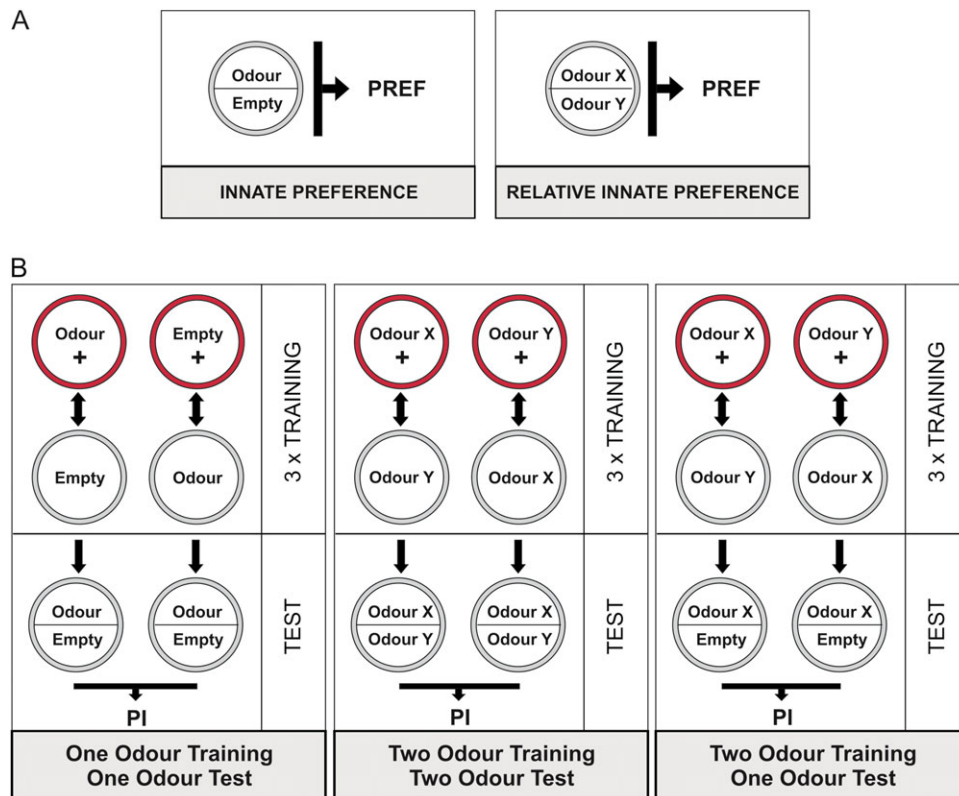 A
Odour
Empty
PREF
INNATE PREFERENCE
Odour X
Odour Y
PREF
RELATIVE INNATE PREFERENCE
B
Odour
+
Empty
+
Empty
Odour
3 x TRAINING
Odour
Empty
Odour
Empty
TEST
PI
One Odour Training
One Odour Test
Odour X
+
Odour Y
+
Odour Y
Odour X
3 x TRAINING
Odour X
Odour Y
Odour X
Odour Y
TEST
PI
Two Odour Training
Two Odour Test
Odour X
+
Odour Y
+
Odour Y
Odour X
3 x TRAINING
Odour X
Empty
Odour X
Empty
TEST
PI
Two Odour Training
One Odour Test